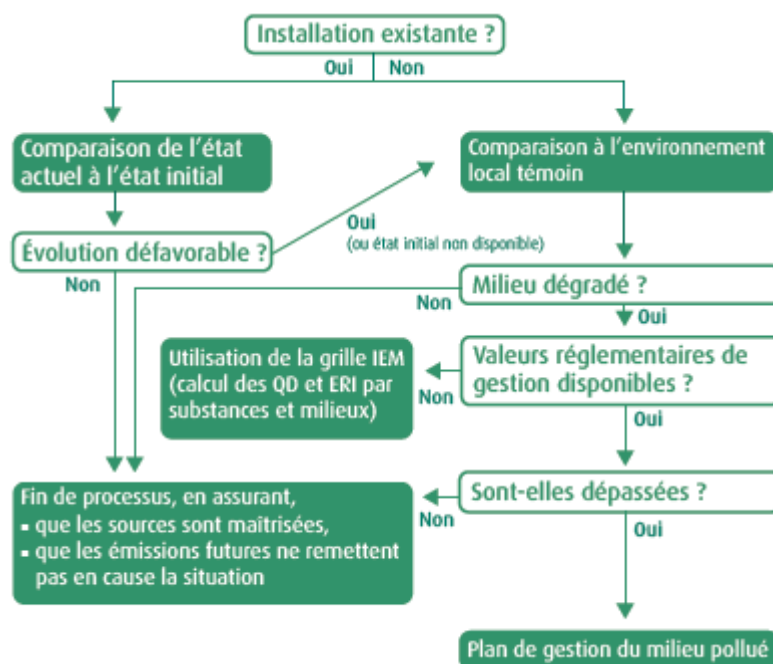 Installation existante ?
Oui
Non
Comparaison de l'état
actuel à l'état initial
Comparaison à l'environnement
local témoin
Oui
(ou état initial non disponible)
Évolution défavorable ?
Non
Milieu dégradé ?
Non
Oui
Utilisation de la grille IEM
(calcul des QD et ERI par
substances et milieux)
Valeurs réglementaires de
gestion disponibles ?
Non
Oui
Fin de processus, en assurant,
▪ que les sources sont maîtrisées,
▪ que les émissions futures ne remettent
pas en cause la situation
Sont-elles dépassées ?
Non
Oui
Plan de gestion du milieu pollué